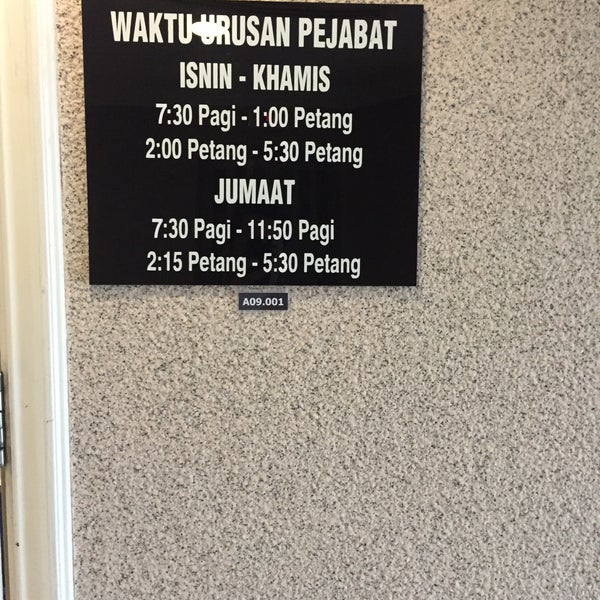 WAKTU URUSAN PEJABAT
ISNIN - KHAMIS
7:30 Pagi - 1:00 Petang
2:00 Petang - 5:30 Petang
JUMAAT
7:30 Pagi - 11:50 Pagi
2:15 Petang - 5:30 Petang
A09.001